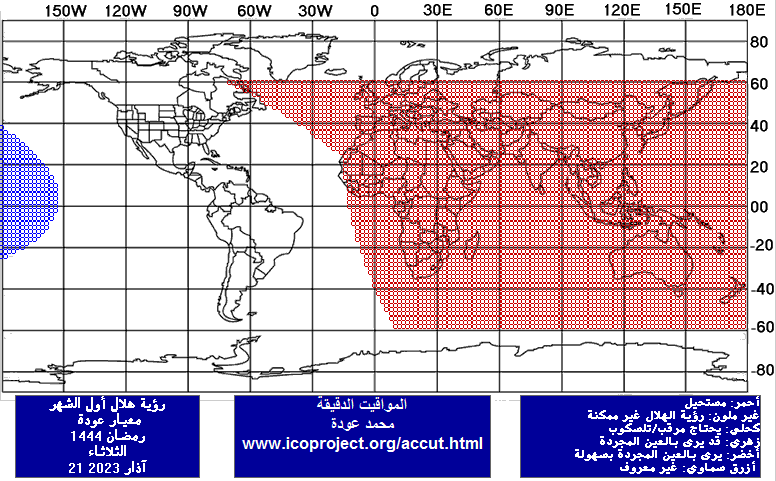 150W 120W 90W 60W 30W 0 30E 60E 90E 120E 150E 180E
60
40
20
00
-20
-40
-60
-80
رؤية هلال أول الشهر
معيار عودة
رمضان 1444
الثلاثاء
21 آذار 2023
المواقيت الدقيقة
محمد عودة
www.icoproject.org/accut.html
أحمر: مستحيل
غير ملون: رؤية الهلال غير ممكنة
كحلي: يحتاج مرقب/تلسكوب
زهري: قد يرى بالعين المجردة
أخضر: يرى بالعين المجردة بسهولة
أزرق سماوي: غير معروف